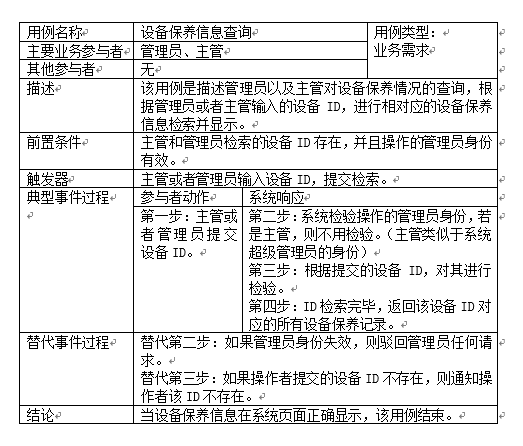 用例名称 设备保养信息查询 用例类型：
主要业务参与者 管理员、主管 业务需求
其他参与者 无
描述 该用例是描述管理员以及主管对设备保养情况的查询，根
据管理员或者主管输入的设备 ID，进行相对应的设备保养
信息检索并显示。
前置条件 主管和管理员检索的设备 ID 存在，并且操作的管理员身份
有效。
触发器 主管或者管理员输入设备 ID，提交检索。
典型事件过程 参与者动作 系统响应
第一步：主管或
者管理员提交
设备 ID。
第二步：系统检验操作的管理员身份，若
是主管，则不用检验。（主管类似于系统
超级管理员的身份）
第三步：根据提交的设备 ID，对其进行
检验。
第四步：ID 检索完毕，返回该设备 ID 对
应的所有设备保养记录。
替代事件过程 替代第二步：如果管理员身份失效，则驳回管理员任何请
求。
替代第三步：如果操作者提交的设备 ID 不存在，则通知操
作者该 ID 不存在。
结论 当设备保养信息在系统页面正确显示，该用例结束。